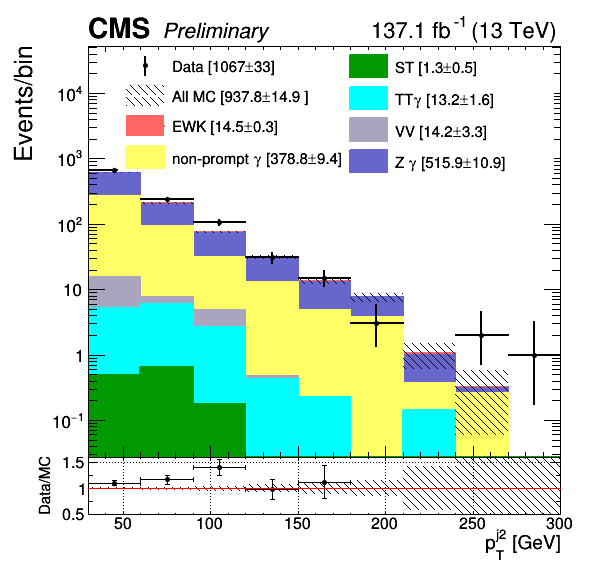 CMS Preliminary 137.1 fb⁻¹ (13 TeV)
Events/bin
Data [1067±33]
All MC [937.8±14.9 ]
EWK [14.5±0.3]
non-prompt γ [378.8±9.4]
ST [1.3±0.5]
TTγ [13.2±1.6]
VV [14.2±3.3]
Z γ [515.9±10.9]
10⁴
10³
10²
10
1
10⁻¹
Data/MC
1.5
1
0.5
50 100 150 200 250 300
p_T^j2 [GeV]